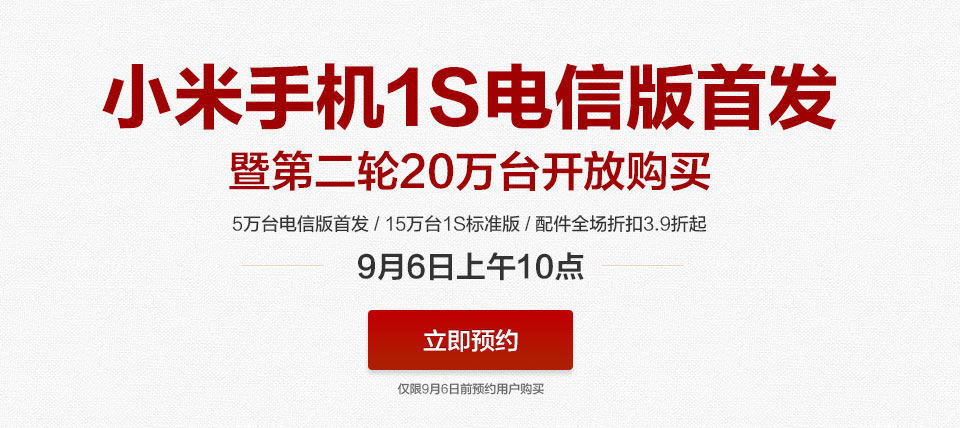 小米手机1S电信版首发
暨第二轮20万台开放购买
5万台电信版首发 / 15万台1S标准版 / 配件全场折扣3.9折起
9月6日上午10点
立即预约
仅限9月6日前预约用户购买